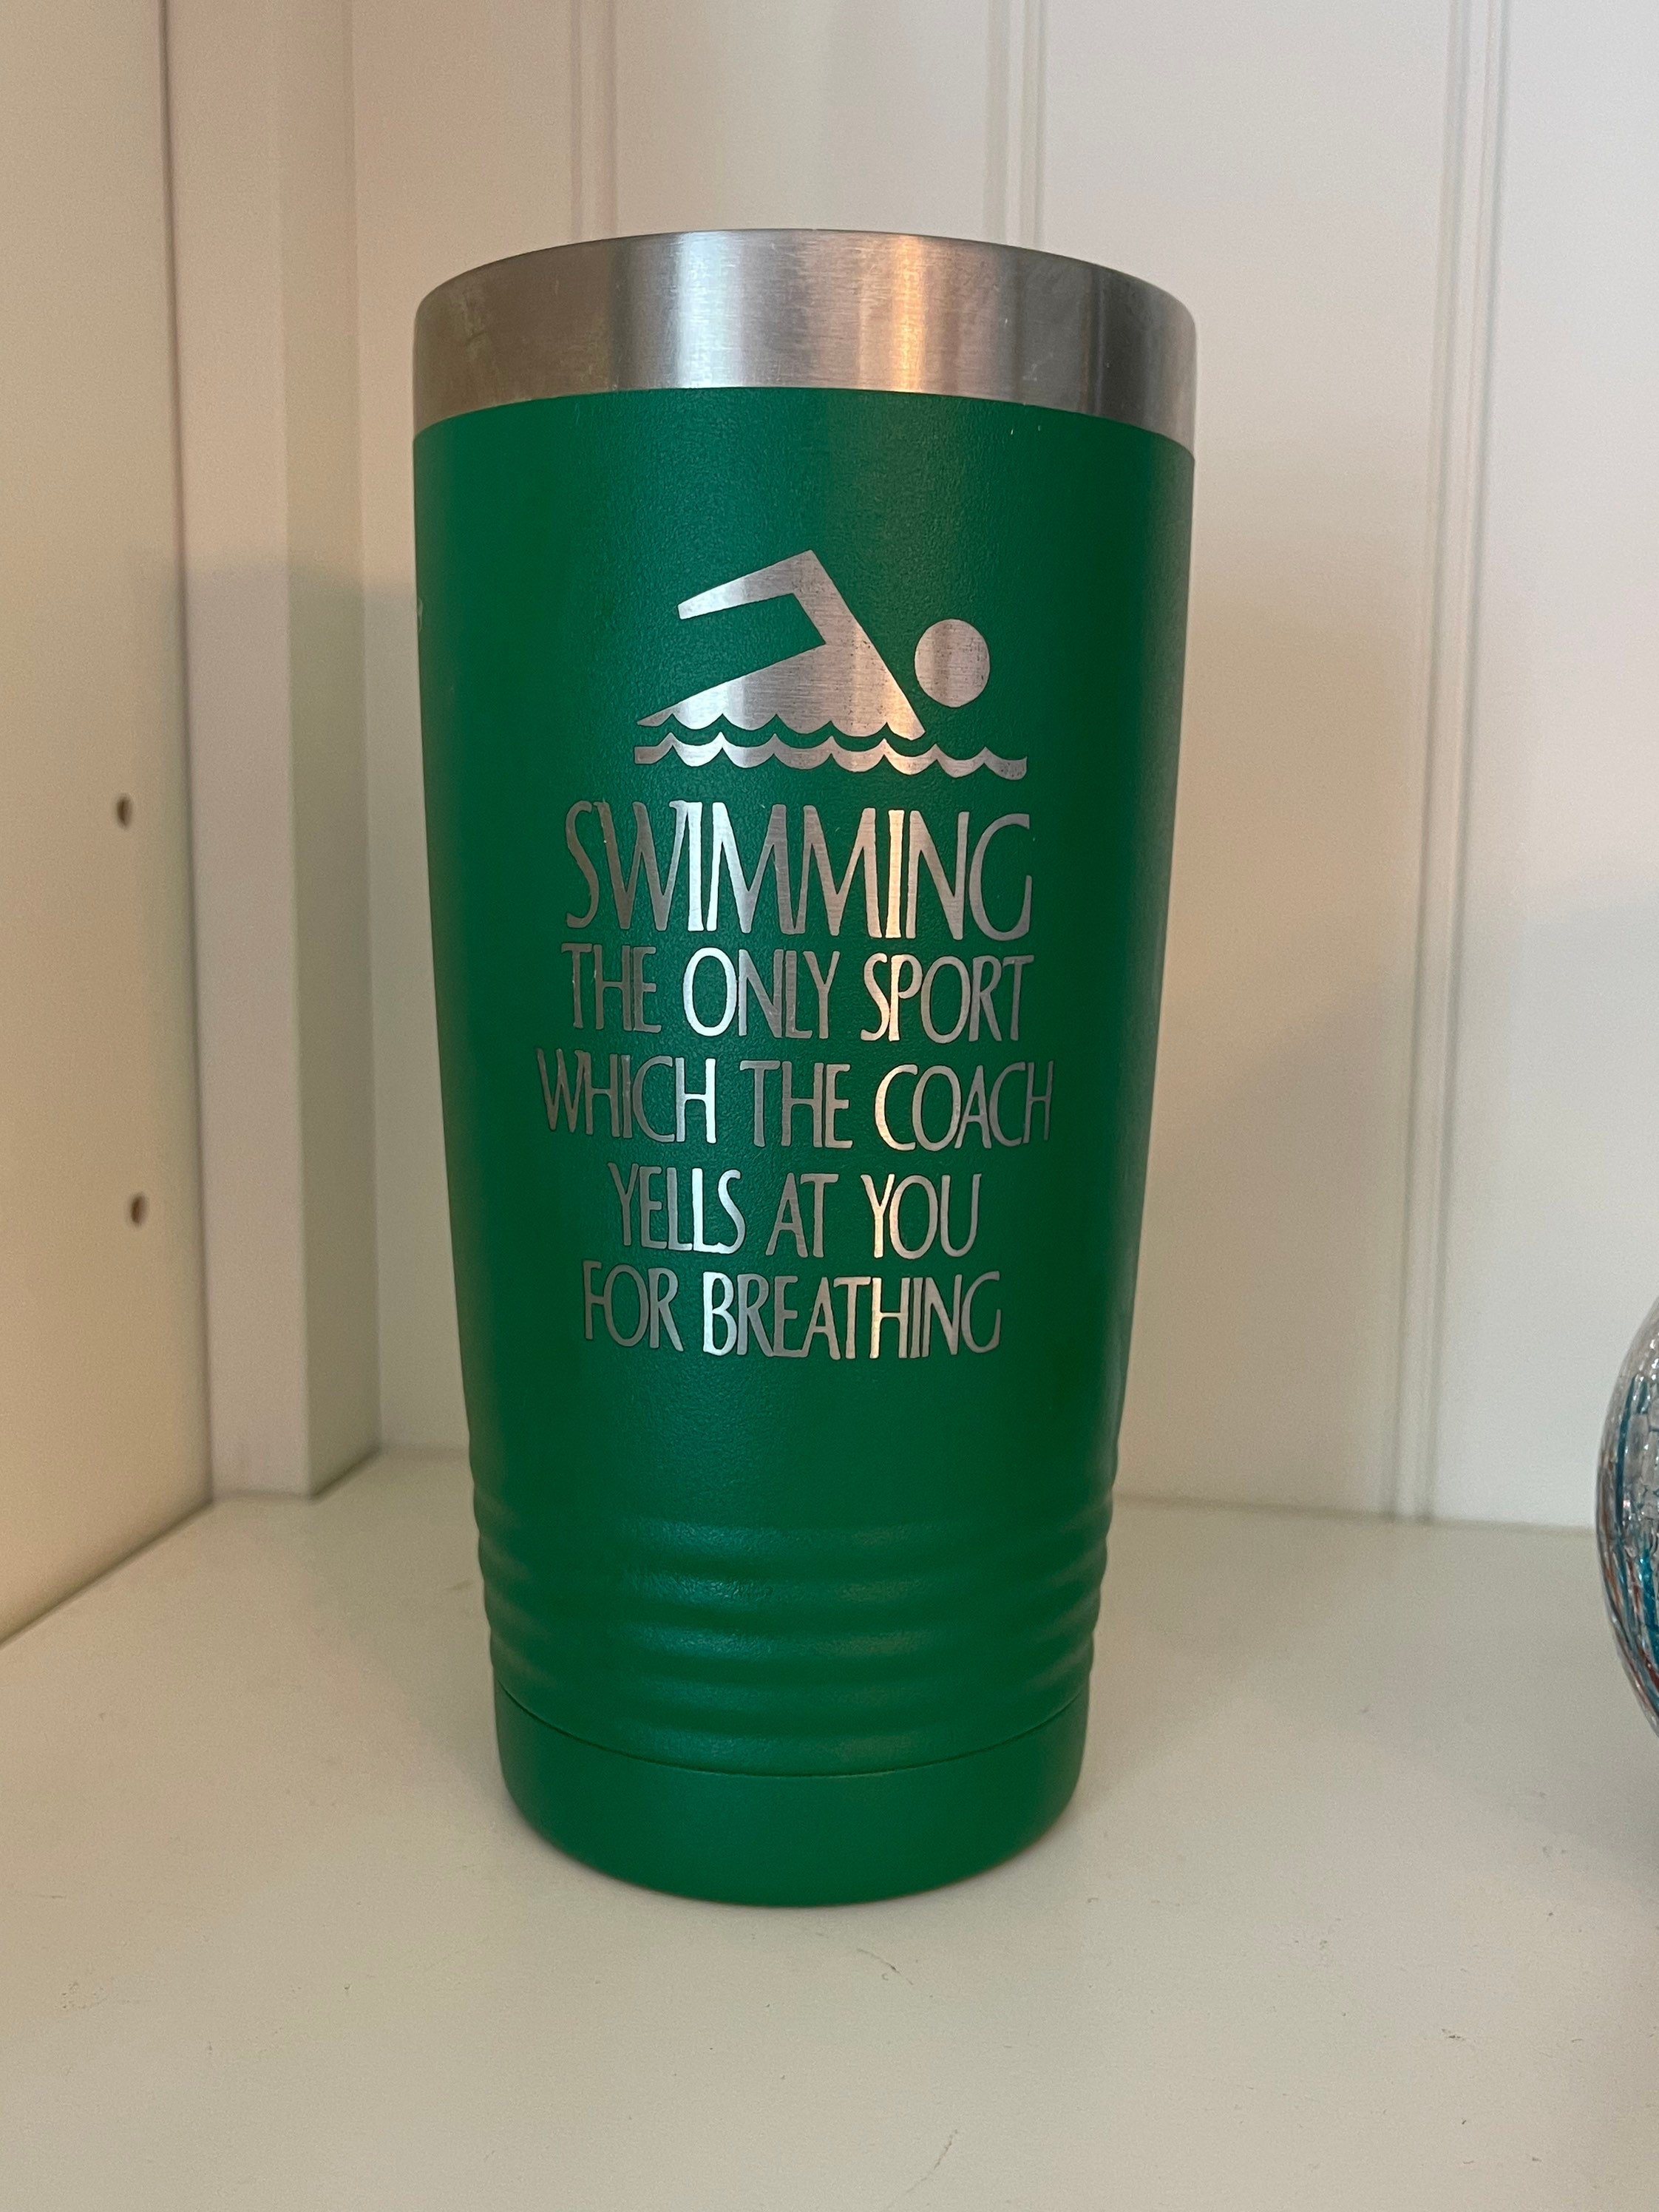 SWIMMING
THE ONLY SPORT
WHICH THE COACH
YELLS AT YOU
FOR BREATHING